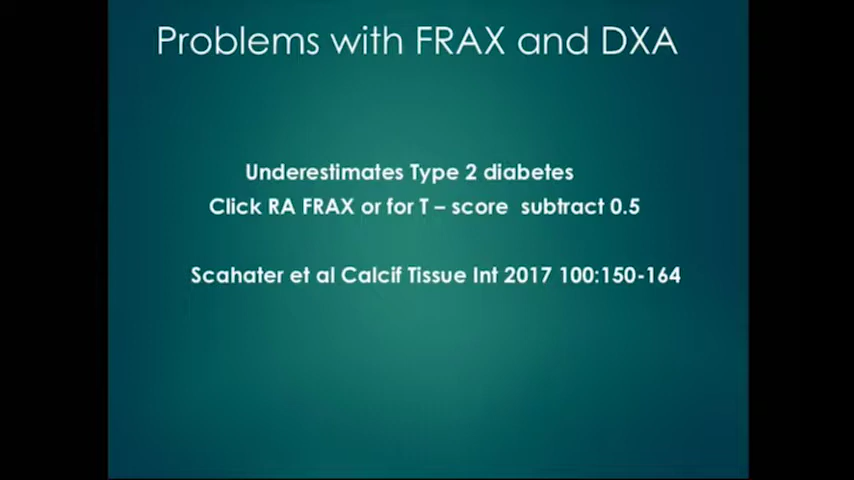 Problems with FRAX and DXA
Underestimates Type 2 diabetes
Click RA FRAX or for T – score subtract 0.5
Scahater et al Calcif Tissue Int 2017 100:150-164